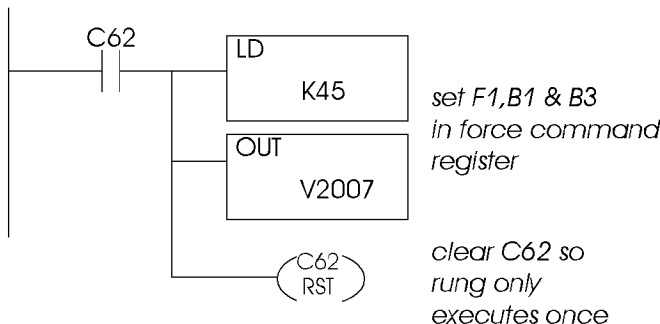 C62
LD
K45
set F1,B1 & B3
in force command
register
OUT
V2007
C62
RST
clear C62 so
rung only
executes once